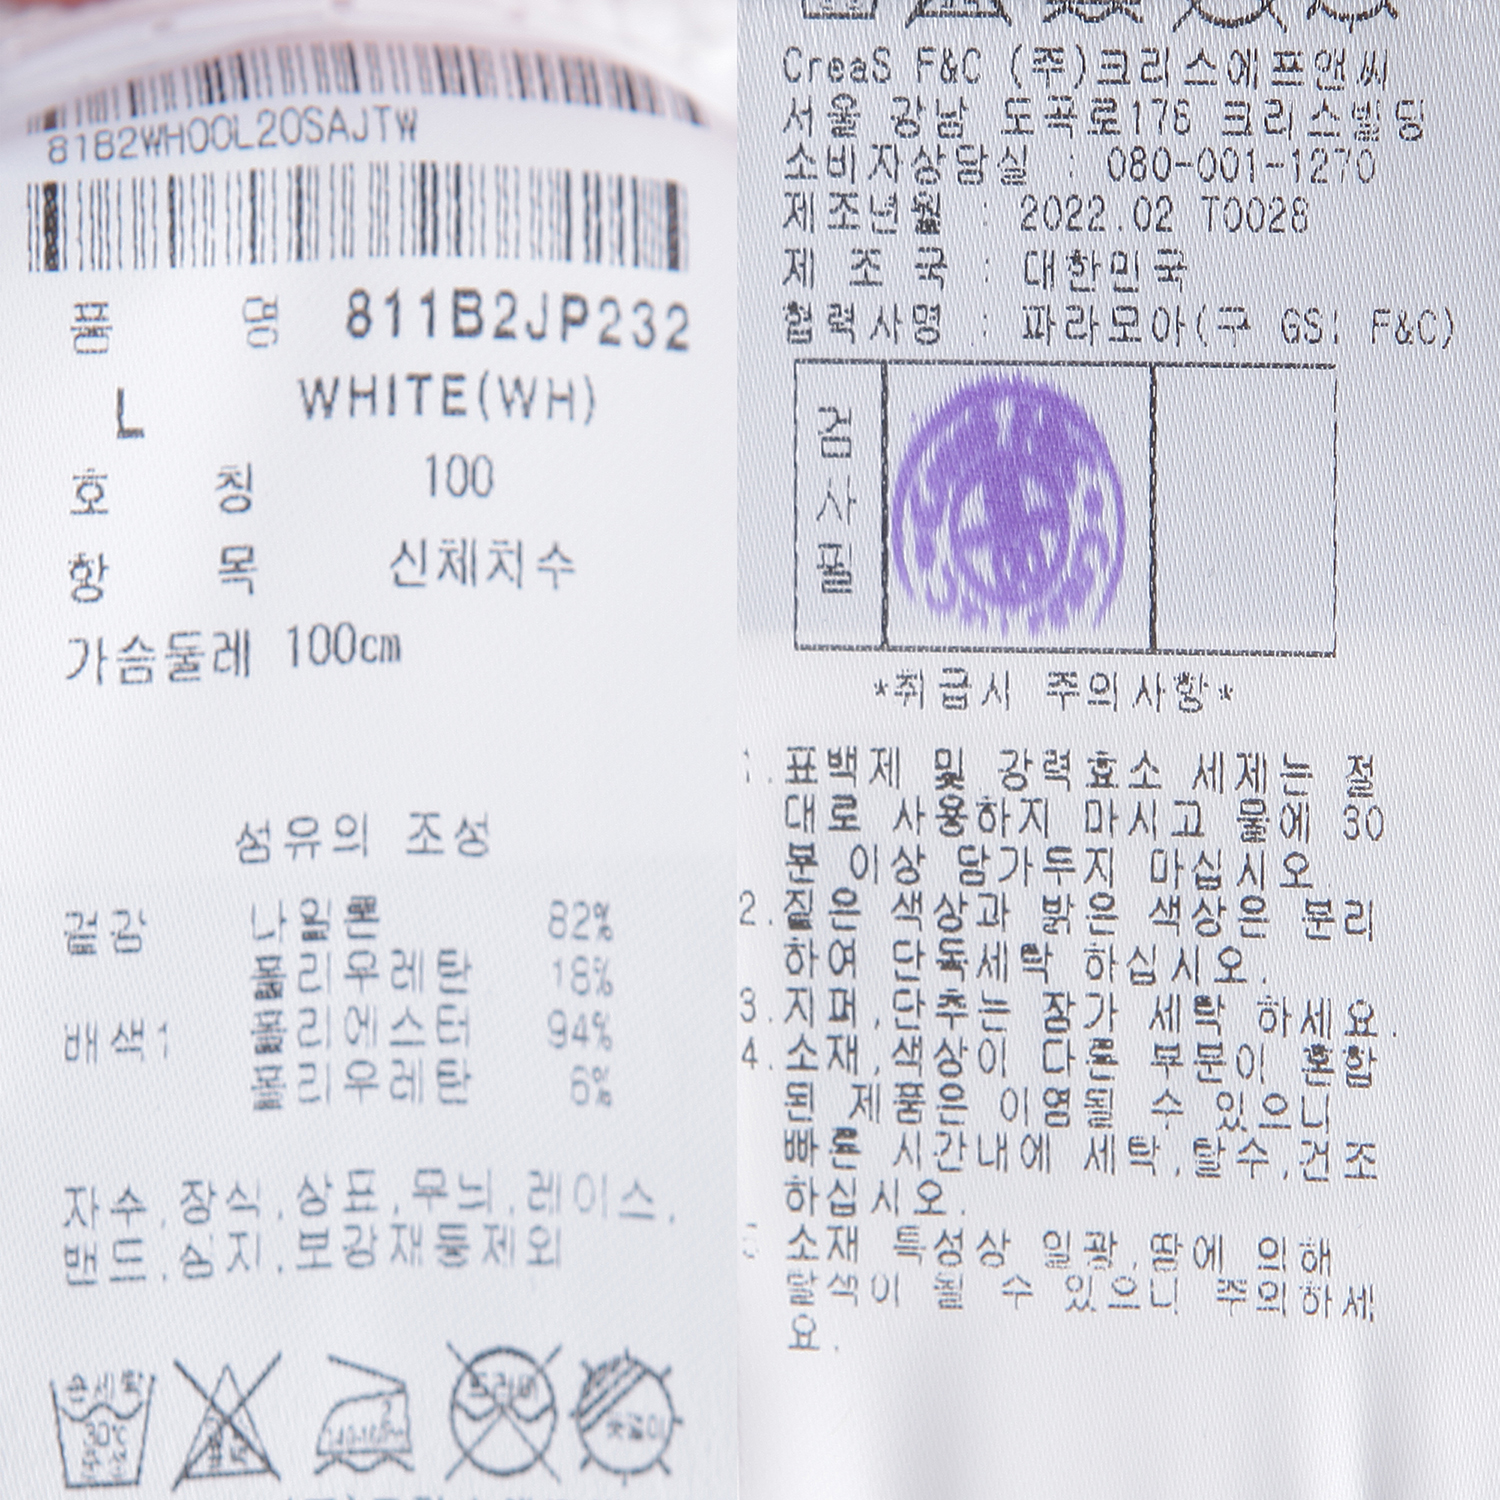 81B2WH00L20SAJTW
품 명 811B2JP232
L WHITE(WH)
호 칭 100
항 목 신체치수
가슴둘레 100cm
섬유의 조성
겉감 나일론 82%
폴리우레탄 18%
배색1 폴리에스터 94%
폴리우레탄 6%
자수,장식,상표,무늬,레이스,
밴드,심지,보강재등제외
손세탁
30℃
중성
드라이
옷걸이
CreaS F&C (주)크리스에프앤씨
서울 강남 도곡로176 크리스빌딩
소비자상담실 : 080-001-1270
제조년월 : 2022.02 T0028
제 조 국 : 대한민국
협력사명 : 파라모아(구 GSI F&C)
검사필
*취급시 주의사항*
1.표백제 및 강력효소 세제는 절
대로 사용하지 마시고 물에 30
분 이상 담가두지 마십시오
2.짙은 색상과 밝은 색상은 분리
하여 단독세탁 하십시오.
3.지퍼,단추는 잠가 세탁 하세요.
4.소재,색상이 다른 부분이 혼합
된 제품은 이염될 수 있으니
빠른 시간내에 세탁,탈수,건조
하십시오.
5 소재 특성상 일광,땀에 의해
탈색이 될 수 있으니 주의하세
요.